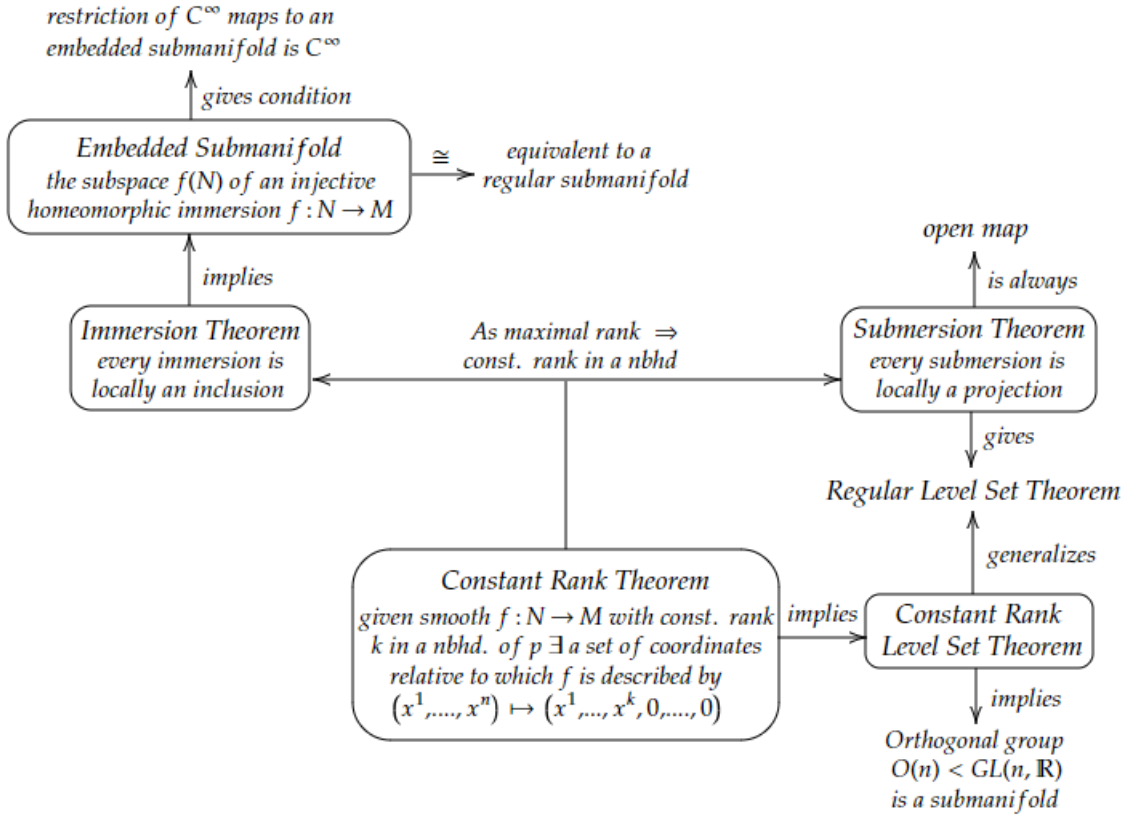 restriction of C∞ maps to an
embedded submanifold is C∞
gives condition
Embedded Submanifold
the subspace f(N) of an injective
homeomorphic immersion f : N → M
≅
equivalent to a
regular submanifold
implies
Immersion Theorem
every immersion is
locally an inclusion
As maximal rank ⇒
const. rank in a nbhd
open map
is always
Submersion Theorem
every submersion is
locally a projection
gives
Regular Level Set Theorem
generalizes
Constant Rank Theorem
given smooth f : N → M with const. rank
k in a nbhd. of p ∃ a set of coordinates
relative to which f is described by
(x¹,...., xⁿ) ↦ (x¹,..., xᵏ, 0,...., 0)
implies
Constant Rank
Level Set Theorem
implies
Orthogonal group
O(n) < GL(n, ℝ)
is a submanifold